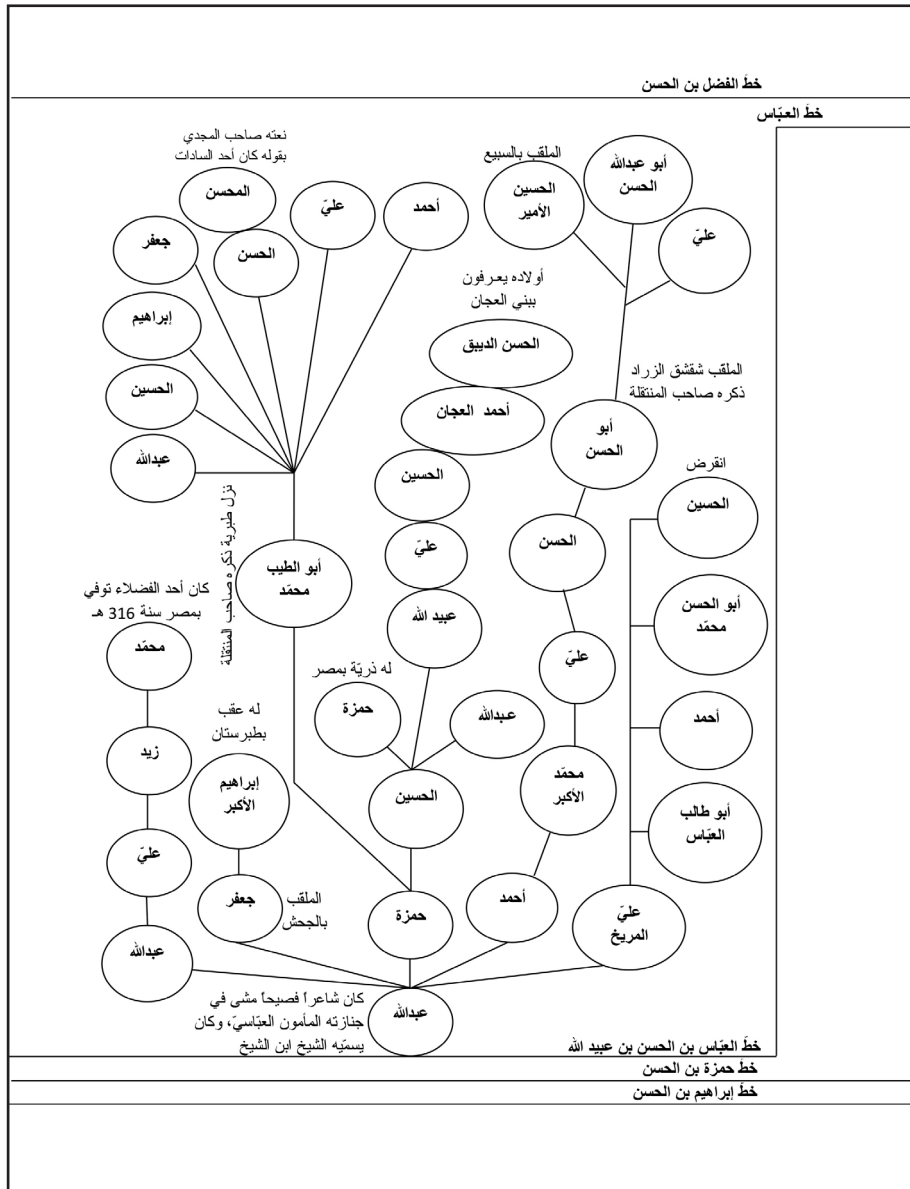 خطّ الفضل بن الحسن
خطّ العبّاس
نعته صاحب المجدي
بقوله كان أحد السادات
الملقب بالسبيع
المحسن
عليّ
أحمد
الحسين
الأمير
أبو عبدالله
الحسن
عليّ
جعفر
الحسن
إبراهيم
الحسين
عبدالله
أولاده يعرفون
ببني العجان
الحسن الديبق
أحمد العجان
الملقب شقشق الزراد
ذكره صاحب المنتقلة
أبو
الحسن
انقرض
الحسين
الحسين
عليّ
الحسن
نزل طبرية ذكره صاحب المنتقلة
أبو الطيب
محمّد
كان أحد الفضلاء توفي
بمصر سنة 316 هـ
عبيد الله
أبو الحسن
محمّد
محمّد
عليّ
له ذريّة بمصر
حمزة
عبدالله
أحمد
زيد
له عقب
بطبرستان
إبراهيم
الأكبر
الحسين
محمّد
الأكبر
أبو طالب
العبّاس
عليّ
جعفر
الملقب
بالجحش
حمزة
أحمد
عليّ
المريخ
عبدالله
كان شاعراً فصيحاً مشى في
جنازته المأمون العبّاسيّ، وكان
يسمّيه الشيخ ابن الشيخ
عبدالله
خطّ العبّاس بن الحسن بن عبيد الله
خطّ حمزة بن الحسن
خطّ إبراهيم بن الحسن